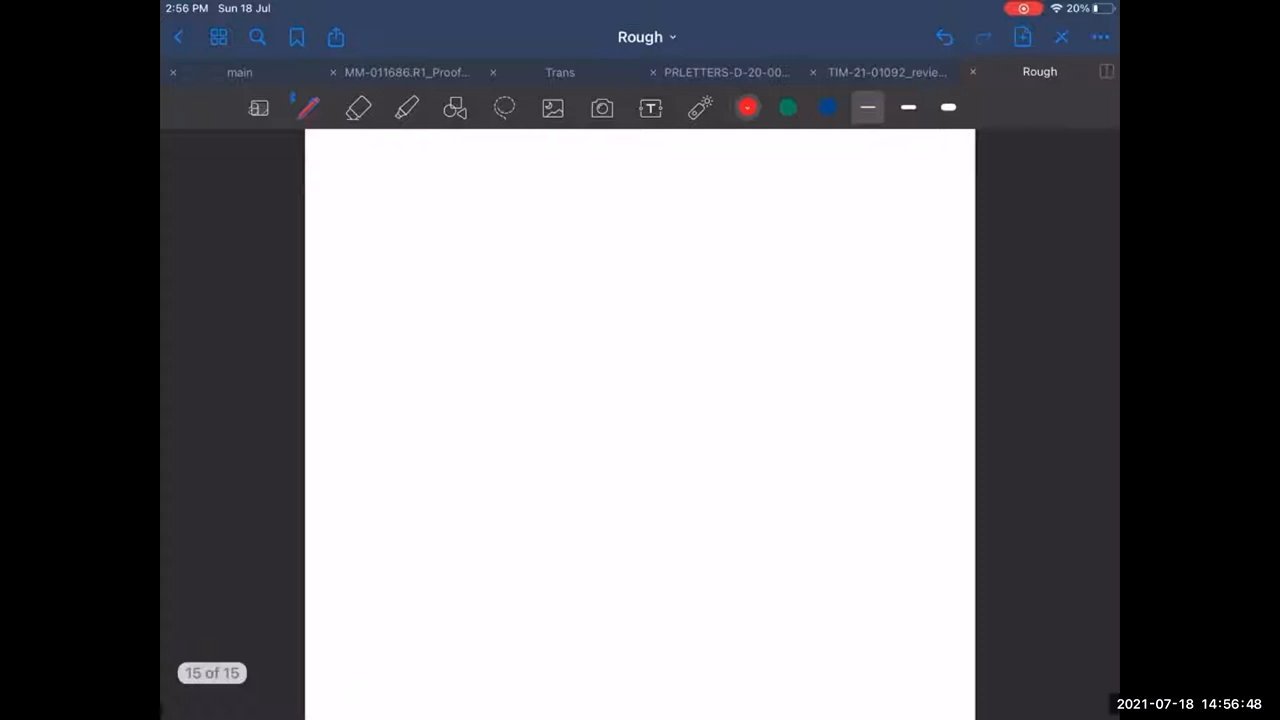 2:56 PM Sun 18 Jul
20%
Rough
main
MM-011686.R1_Proof...
Trans
PRLETTERS-D-20-00...
TIM-21-01092_revie...
Rough
T
15 of 15
2021-07-18 14:56:48